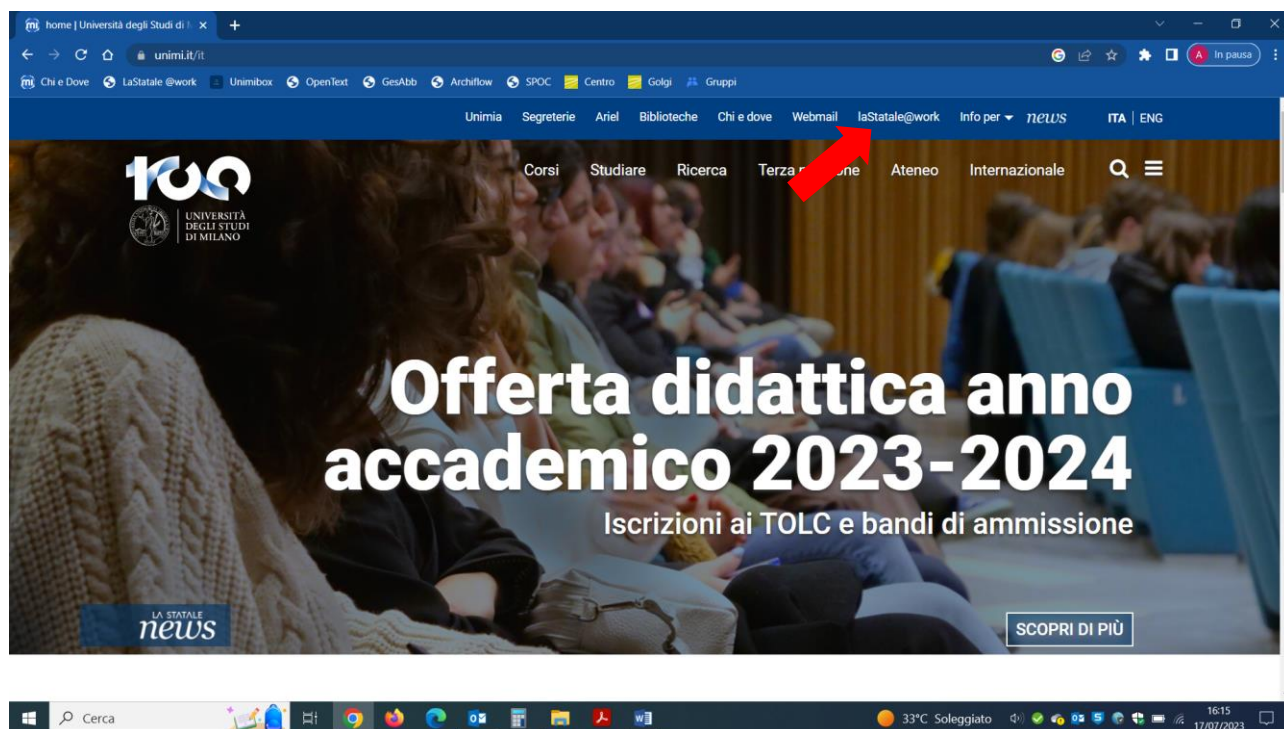 home | Università degli Studi di
unimi.it/it
In pausa
Chi e Dove LaStatale @work Unimibox OpenText GesAbb Archiflow SPOC Centro Golgi Gruppi
Unimia Segreterie Ariel Biblioteche Chi e dove Webmail laStatale@work Info per news ITA | ENG
100
Corsi Studiare Ricerca Terza Ateneo Internazionale
UNIVERSITÀ
DEGLI STUDI
DI MILANO
Offerta didattica anno
accademico 2023-2024
Iscrizioni ai TOLC e bandi di ammissione
LA STATALE
news
SCOPRI DI PIÙ
Cerca
33°C Soleggiato
16:15
17/07/2023